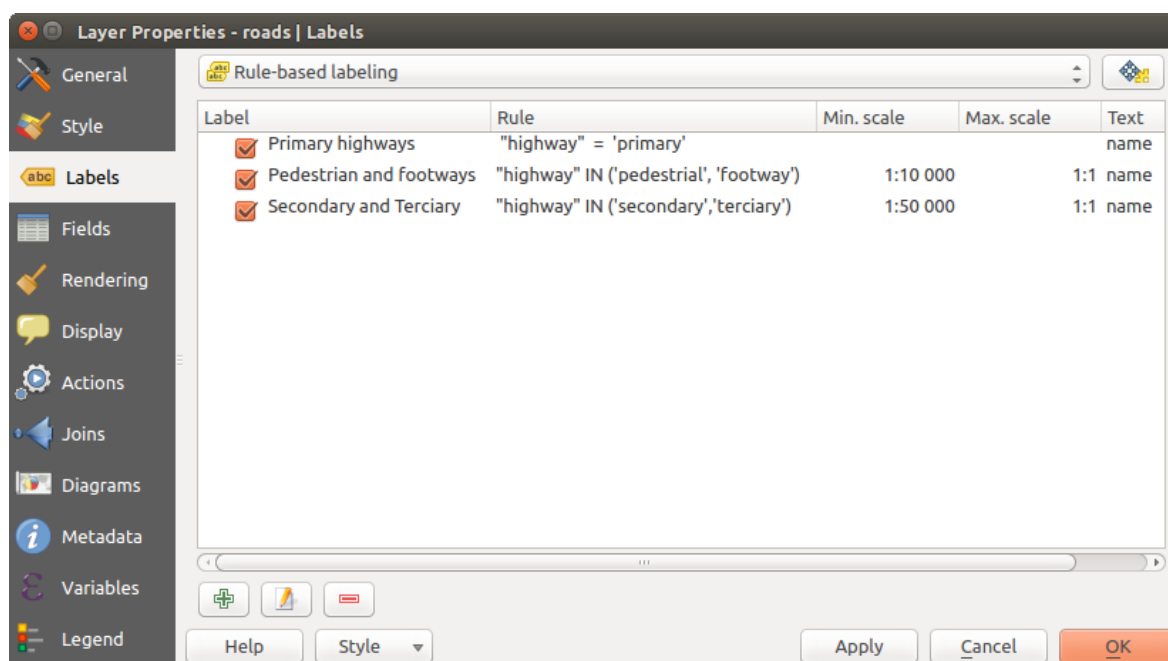 Layer Properties - roads | Labels
General
Style
abc Labels
Fields
Rendering
Display
Actions
Joins
Diagrams
Metadata
Variables
Legend
Rule-based labeling
Label Rule Min. scale Max. scale Text
Primary highways "highway" = 'primary' name
Pedestrian and footways "highway" IN ('pedestrial', 'footway') 1:10 000 1:1 name
Secondary and Terciary "highway" IN ('secondary','terciary') 1:50 000 1:1 name
Help Style Apply Cancel OK